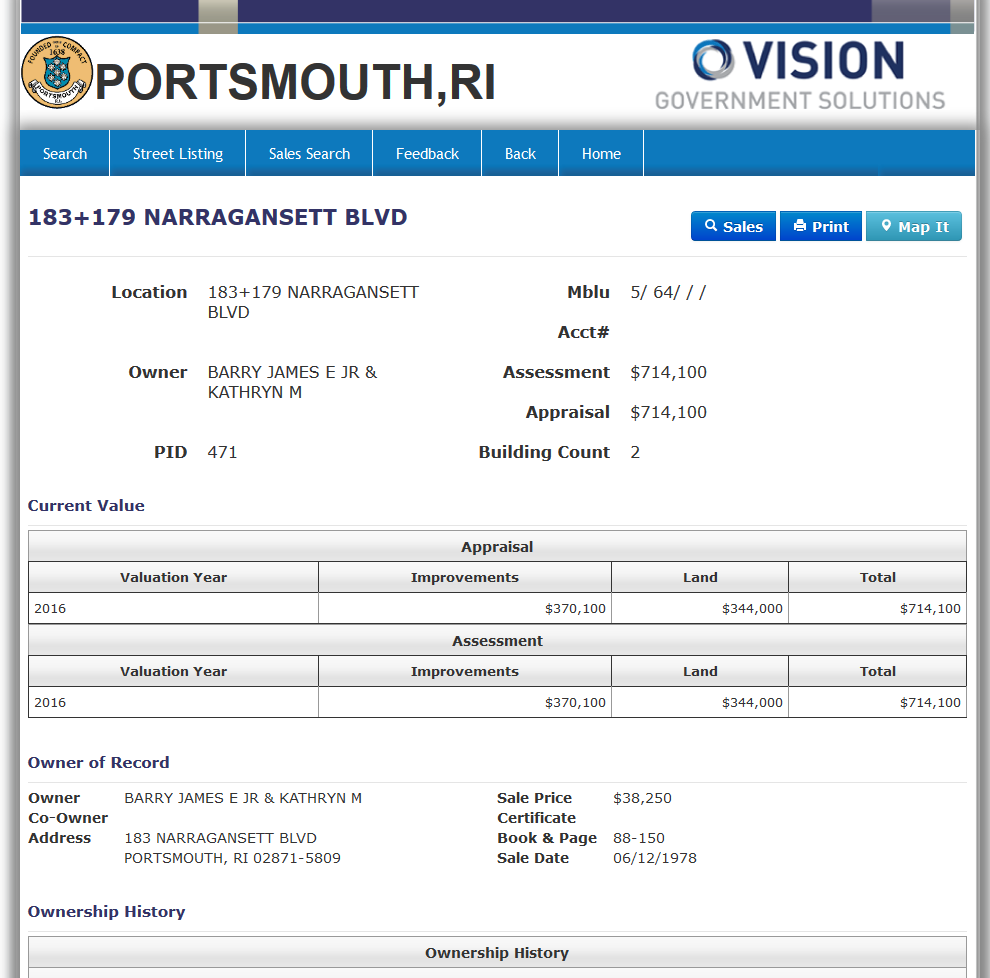 FOUNDED BY COMPACT
1638
PORTSMOUTH
R.I.
PORTSMOUTH,RI
VISION
GOVERNMENT SOLUTIONS
Search Street Listing Sales Search Feedback Back Home
183+179 NARRAGANSETT BLVD
Sales Print Map It
Location 183+179 NARRAGANSETT BLVD
Mblu 5/ 64/ / /
Acct#
Owner BARRY JAMES E JR & KATHRYN M
Assessment $714,100
Appraisal $714,100
PID 471
Building Count 2
Current Value
Appraisal
Valuation Year Improvements Land Total
2016 $370,100 $344,000 $714,100
Assessment
Valuation Year Improvements Land Total
2016 $370,100 $344,000 $714,100
Owner of Record
Owner BARRY JAMES E JR & KATHRYN M Sale Price $38,250
Co-Owner Certificate
Address 183 NARRAGANSETT BLVD Book & Page 88-150
PORTSMOUTH, RI 02871-5809 Sale Date 06/12/1978
Ownership History
Ownership History